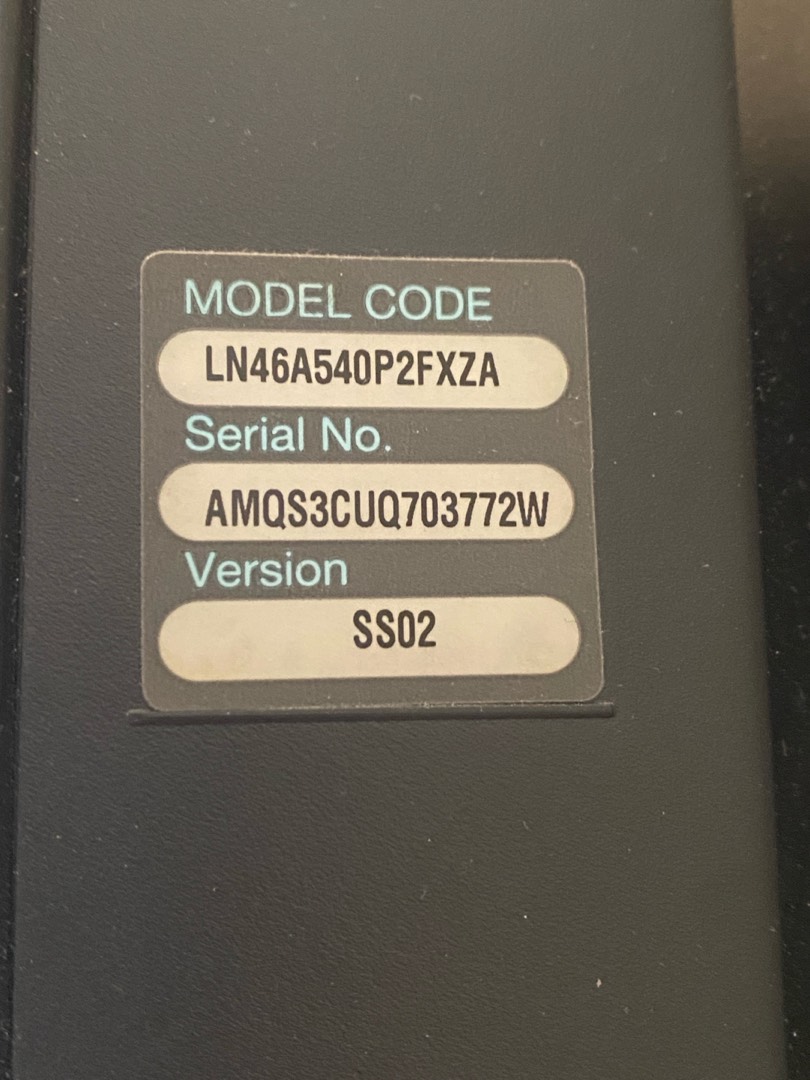 MODEL CODE
LN46A540P2FXZA
Serial No.
AMQS3CUQ703772W
Version
SS02